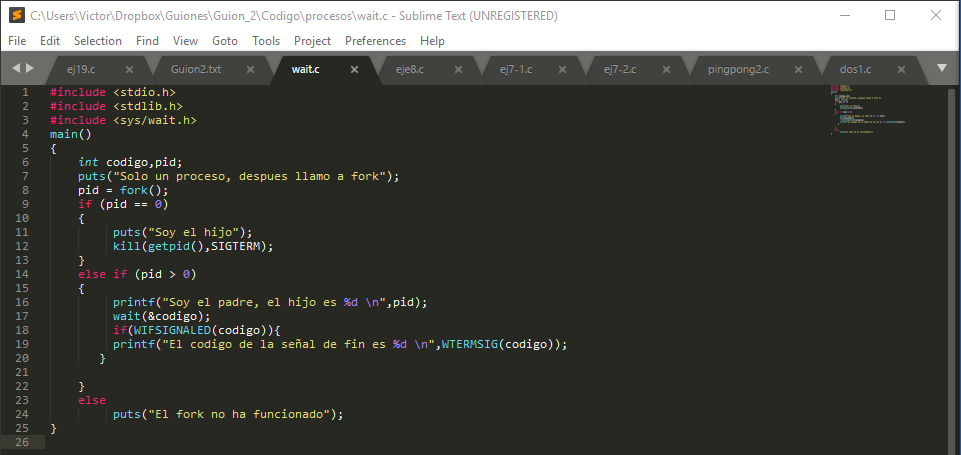 C:\Users\Victor\Dropbox\Guiones\Guion_2\Codigo\procesos\wait.c - Sublime Text (UNREGISTERED)
File Edit Selection Find View Goto Tools Project Preferences Help
ej19.c × Guion2.txt × wait.c × eje8.c × ej7-1.c × ej7-2.c × pingpong2.c × dos1.c ×
1 #include <stdio.h>
2 #include <stdlib.h>
3 #include <sys/wait.h>
4 main()
5 {
6 int codigo,pid;
7 puts("Solo un proceso, despues llamo a fork");
8 pid = fork();
9 if (pid == 0)
10 {
11 puts("Soy el hijo");
12 kill(getpid(),SIGTERM);
13 }
14 else if (pid > 0)
15 {
16 printf("Soy el padre, el hijo es %d \n",pid);
17 wait(&codigo);
18 if(WIFSIGNALED(codigo)){
19 printf("El codigo de la señal de fin es %d \n",WTERMSIG(codigo));
20 }
21
22 }
23 else
24 puts("El fork no ha funcionado");
25 }
26